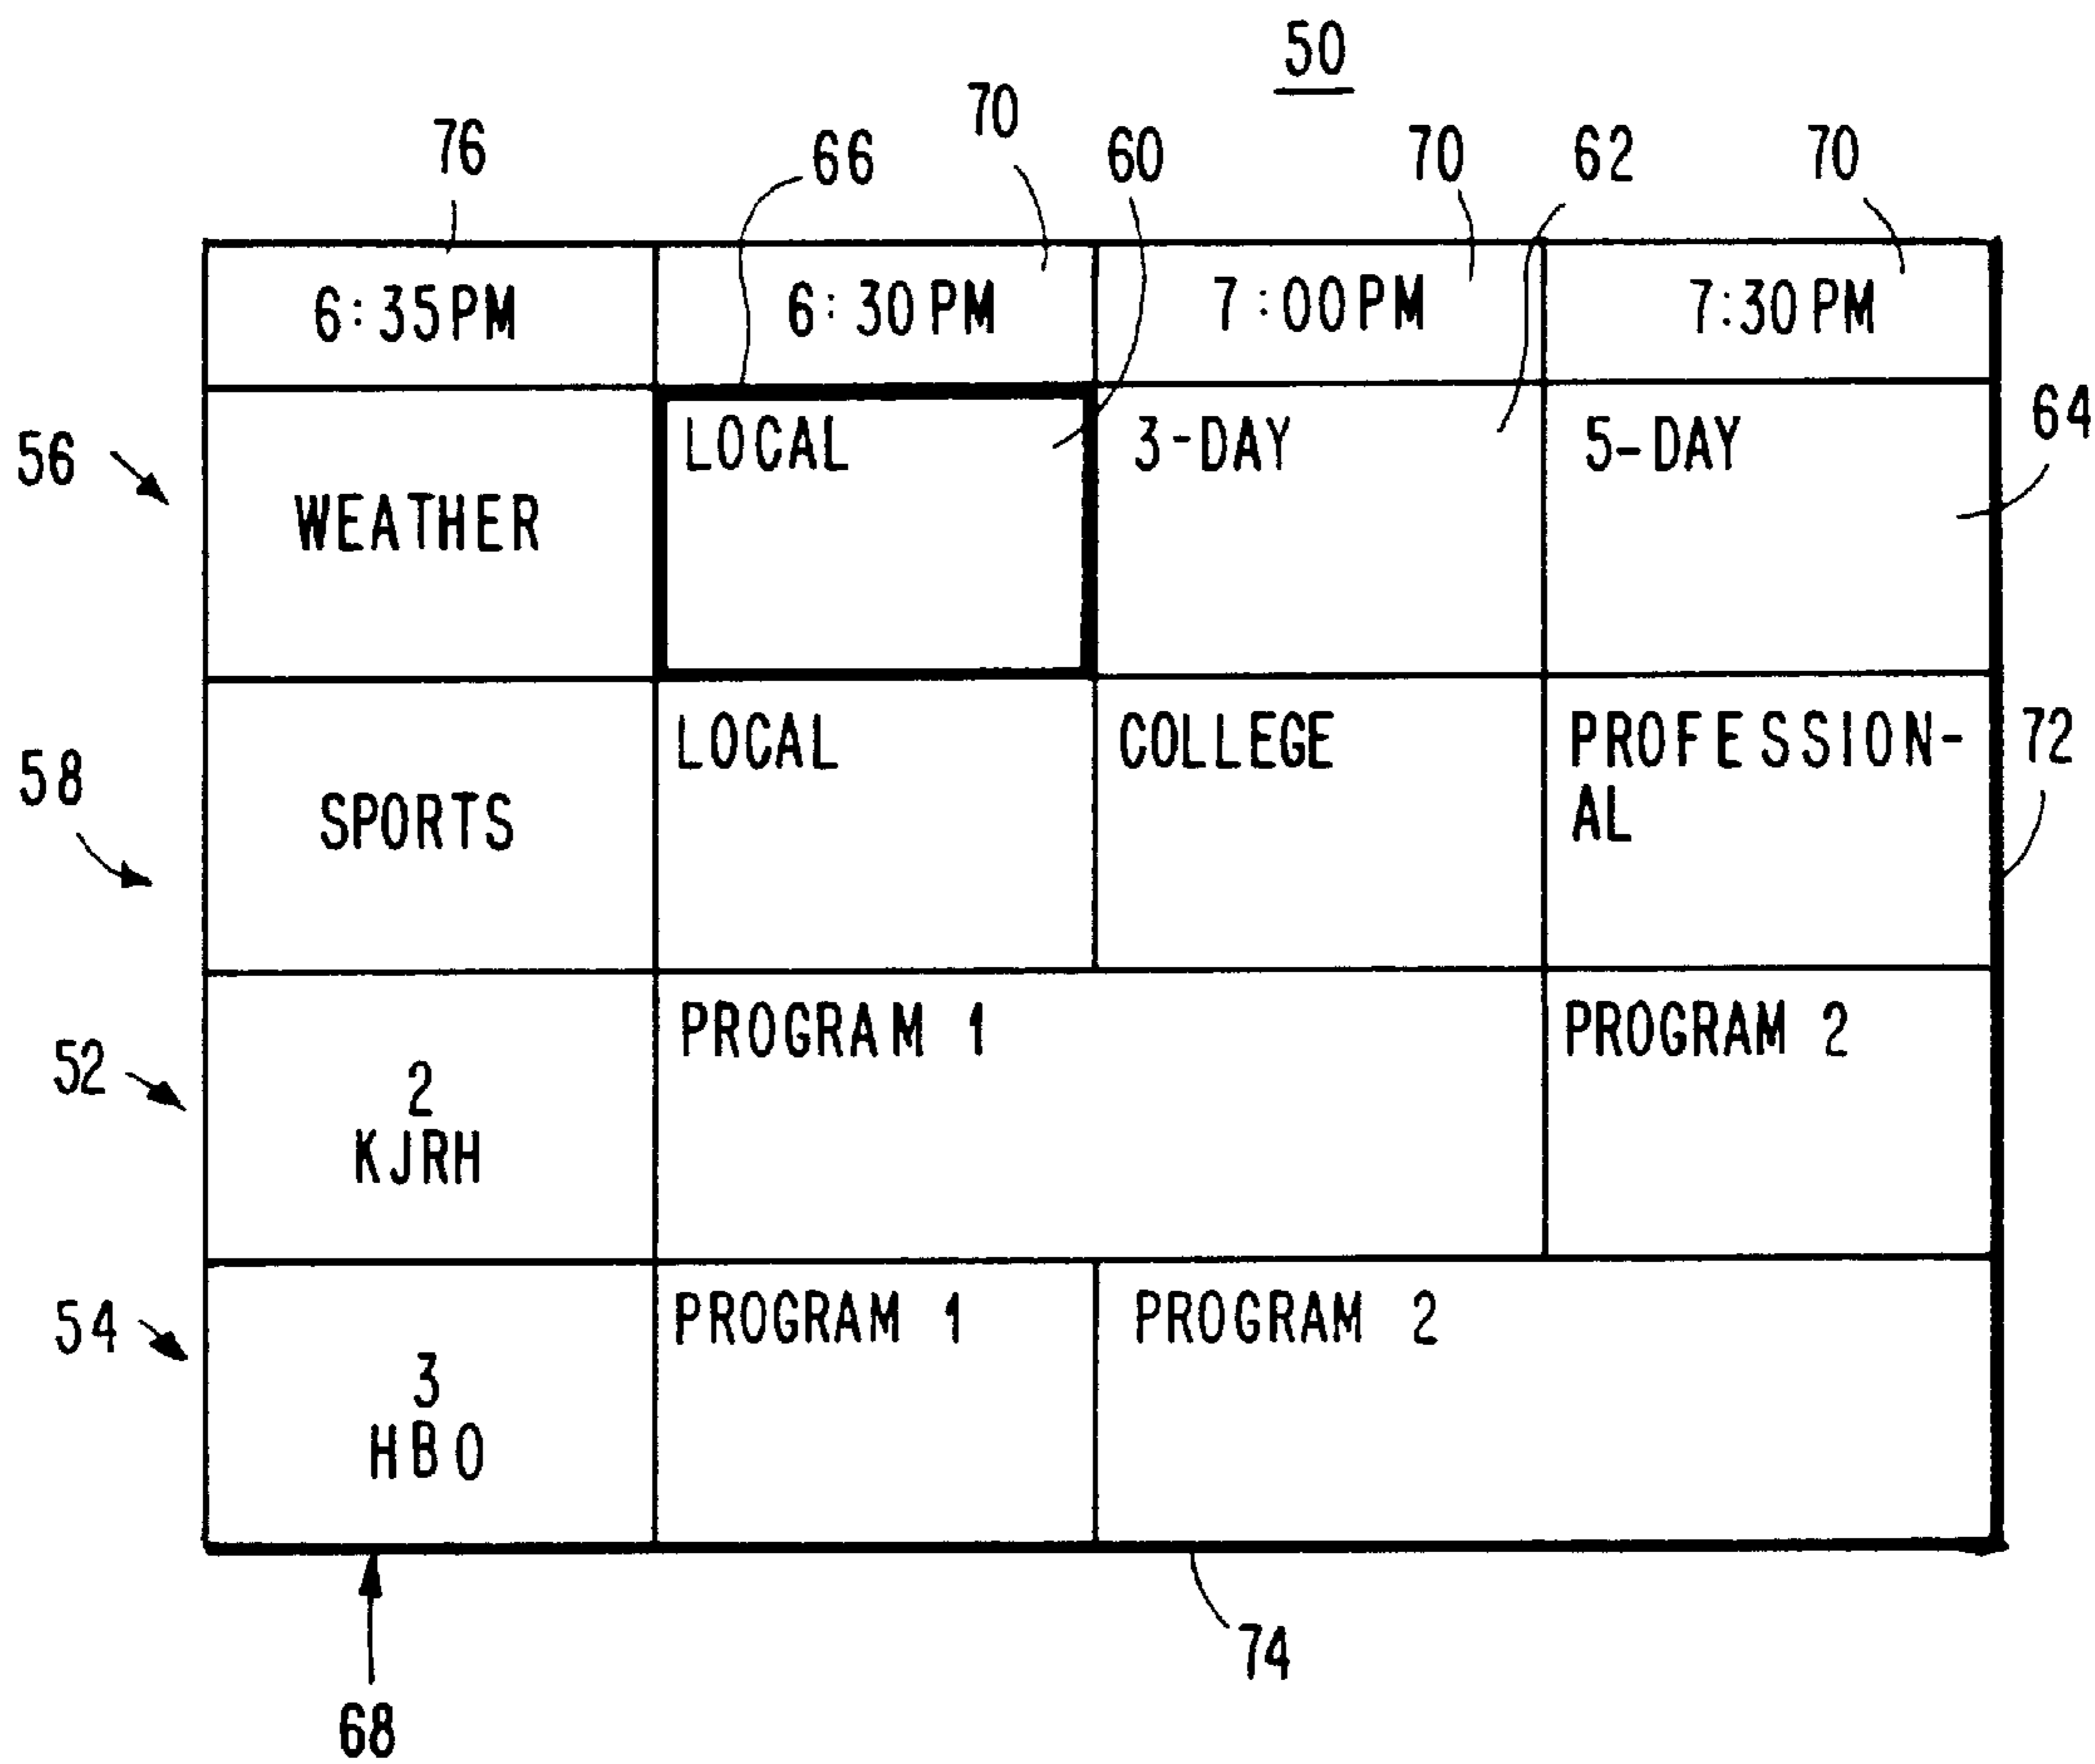 50
76 66 70 60 70 62 70
6:35PM 6:30PM 7:00PM 7:30PM
56 WEATHER LOCAL 3-DAY 5-DAY 64
58 SPORTS LOCAL COLLEGE PROFESSION- 72
AL
52 2 PROGRAM 1 PROGRAM 2
KJRH
54 3 PROGRAM 1 PROGRAM 2
HBO
74
68